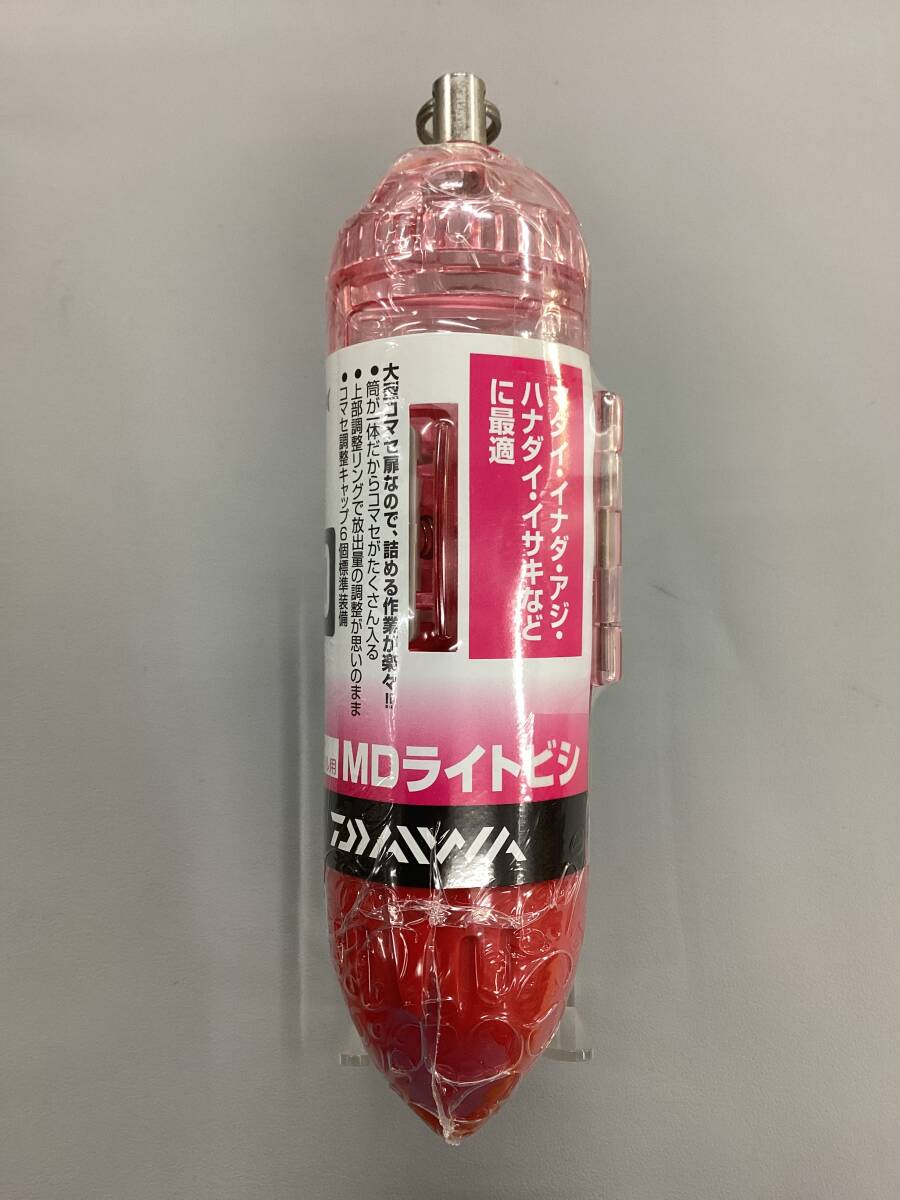 マダイ・イナダ・アジ・
ハナダイ・イサキなど
に最適
大型コマセ扉なので、詰める作業が楽々!!
●筒が一体だからコマセがたくさん入る
●上部調整リングで放出量の調整が思いのまま
●コマセ調整キャップ6個標準装備
用
MDライトビシ
DAIWA